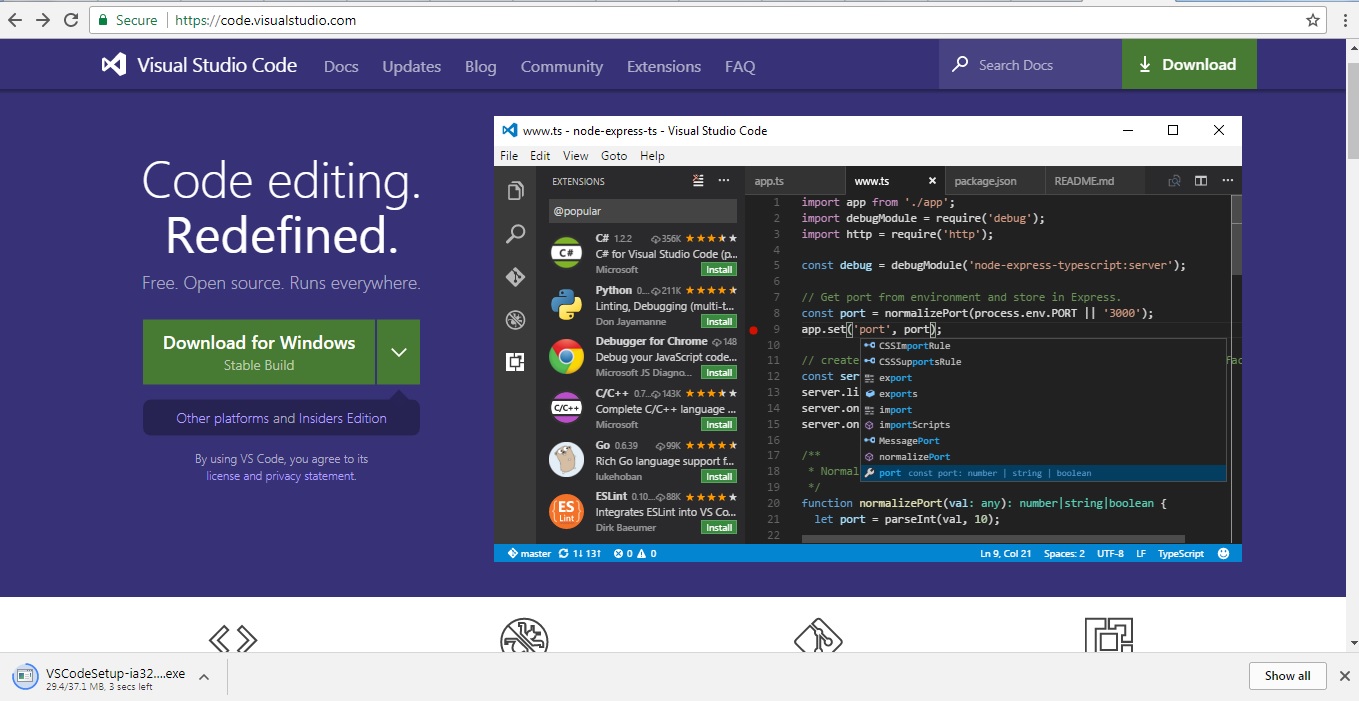 Secure https://code.visualstudio.com
Visual Studio Code Docs Updates Blog Community Extensions FAQ Search Docs Download
Code editing.
Redefined.
Free. Open source. Runs everywhere.
Download for Windows
Stable Build
Other platforms and Insiders Edition
By using VS Code, you agree to its
license and privacy statement.
www.ts - node-express-ts - Visual Studio Code
File Edit View Goto Help
EXTENSIONS
@popular
C# 1.2.2 356K
C# for Visual Studio Code (p...
Microsoft Install
Python 0... 211K
Linting, Debugging (multi-t...
Don Jayamanne Install
Debugger for Chrome 148
Debug your JavaScript code...
Microsoft JS Diagno... Install
C/C++ 0.7... 143K
Complete C/C++ language ...
Microsoft Install
Go 0.6.39 99K
Rich Go language support f...
lukehoban Install
ESLint 0.10... 88K
Integrates ESLint into VS Co...
Dirk Baeumer Install
app.ts www.ts package.json README.md
1 import app from './app';
2 import debugModule = require('debug');
3 import http = require('http');
4
5 const debug = debugModule('node-express-typescript:server');
6
7 // Get port from environment and store in Express.
8 const port = normalizePort(process.env.PORT || '3000');
9 app.set('port', port);
10
11 // create
12 const ser
13 server.li
14 server.on
15 server.on
16
17 /**
18 * Normal
19 */
20 function normalizePort(val: any): number|string|boolean {
21 let port = parseInt(val, 10);
22
CSSImportRule
CSSSupportsRule
export
exports
import
importScripts
MessagePort
normalizePort
port const port: number | string | boolean
master 1↓ 13↑ 0 0 Ln 9, Col 21 Spaces: 2 UTF-8 LF TypeScript
VSCodeSetup-ia32....exe
29.4/37.1 MB, 3 secs left
Show all